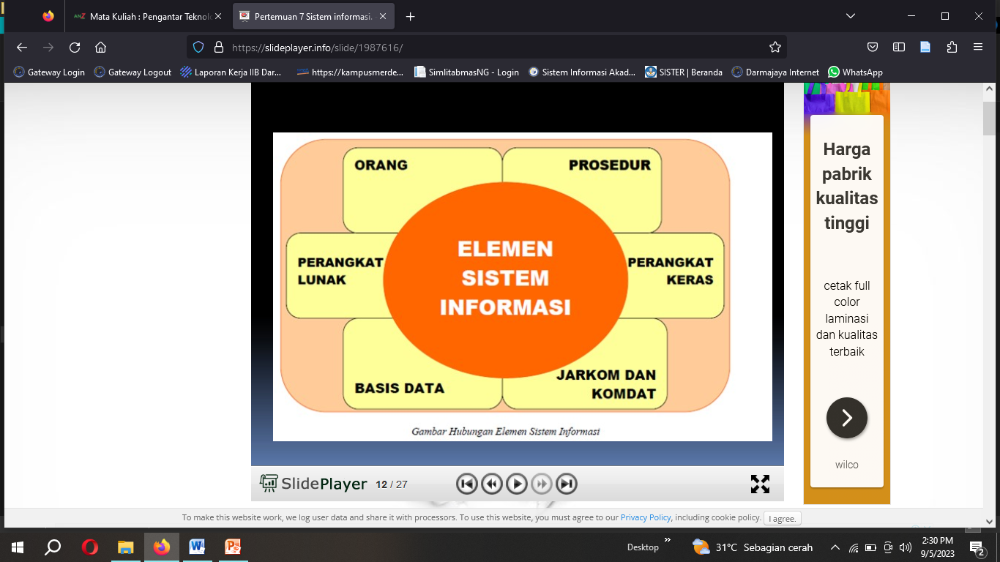 Mata Kuliah : Pengantar Teknolo
Pertemuan 7 Sistem informasi.
https://slideplayer.info/slide/1987616/
Gateway Login
Gateway Logout
Laporan Kerja IIB Dar...
https://kampusmerde...
SimlitabmasNG - Login
Sistem Informasi Akad...
SISTER | Beranda
Darmajaya Internet
WhatsApp
ORANG
PROSEDUR
PERANGKAT
LUNAK
ELEMEN
SISTEM
INFORMASI
PERANGKAT
KERAS
BASIS DATA
JARKOM DAN
KOMDAT
Gambar Hubungan Elemen Sistem Informasi
SlidePlayer
12 / 27
Harga
pabrik
kualitas
tinggi
cetak full
color
laminasi
dan kualitas
terbaik
wilco
To make this website work, we log user data and share it with processors. To use this website, you must agree to our Privacy Policy, including cookie policy.
I agree.
Desktop
31°C Sebagian cerah
2:30 PM
9/5/2023
2